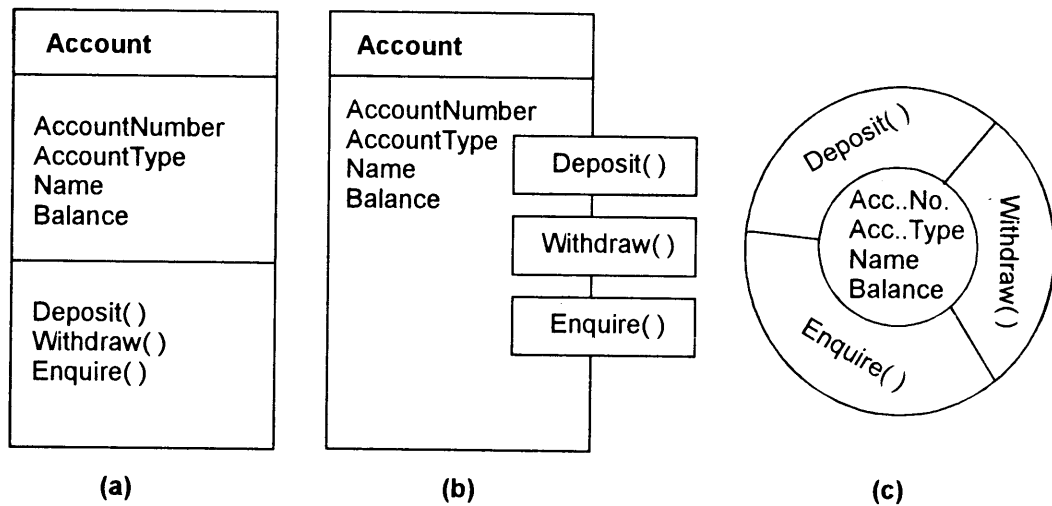 Account
AccountNumber
AccountType
Name
Balance
Deposit( )
Withdraw( )
Enquire( )
(a)
Account
AccountNumber
AccountType
Name
Balance
Deposit( )
Withdraw( )
Enquire( )
(b)
Deposit( )
Withdraw( )
Enquire( )
Acc..No.
Acc..Type
Name
Balance
(c)